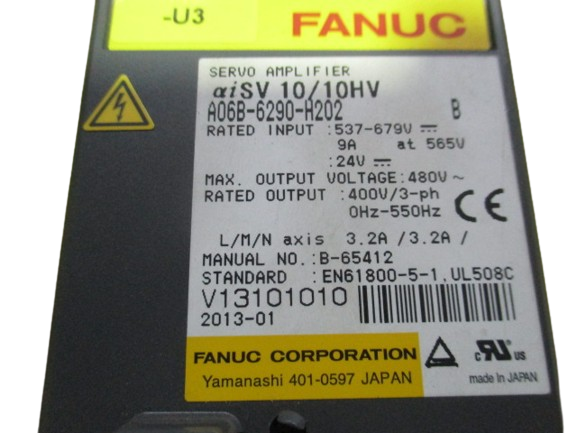 -U3
FANUC
SERVO AMPLIFIER
αiSV 10/10HV
A06B-6290-H202 B
RATED INPUT :537-679V ⎓
9A at 565V
:24V ⎓
MAX. OUTPUT VOLTAGE:480V ~
RATED OUTPUT :400V/3-ph
0Hz-550Hz
CE
L/M/N axis 3.2A /3.2A /
MANUAL NO.:B-65412
STANDARD :EN61800-5-1,UL508C
V13101010
2013-01
FANUC CORPORATION
Yamanashi 401-0597 JAPAN
c RU us
made in JAPAN